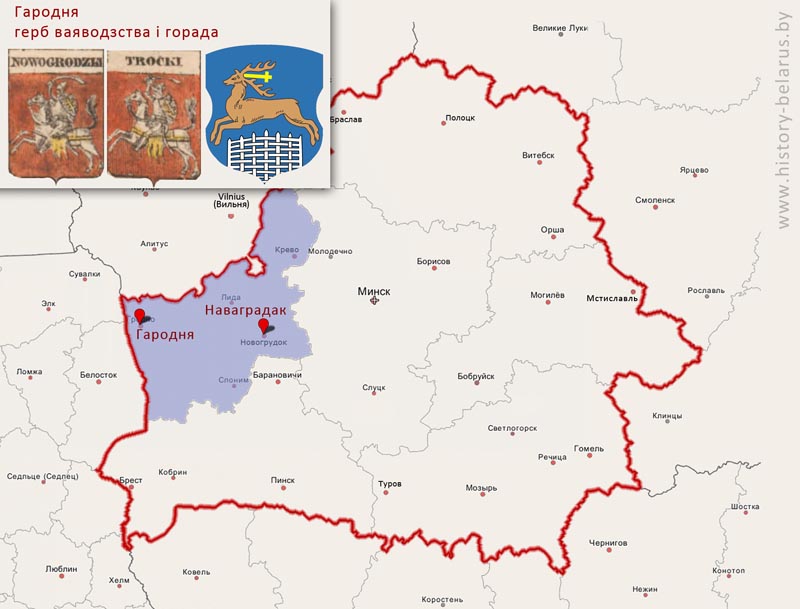 Гародня
герб ваяводзства і горада
NOWOGRODZKI
TROCKI
Великие Луки
Браслав
Полоцк
Витебск
Ярцево
Смоленск
Vilnius
(Вильня)
Алитус
Сувалки
Крево
Молодечно
Борисов
Орша
Элк
Лида
Минск
Могилёв
Мстиславль
Рославль
Гародня
Наваградак
Новогрудок
Ломжа
Белосток
Слоним
Барановичи
Слуцк
Бобруйск
Клинцы
Светлогорск
Речица
Гомель
Седльце (Седлец)
Брест
Кобрин
Пинск
Туров
Мозырь
Шостка
Чернигов
Люблин
Хелм
Ковель
Коростень
Нежин
Конотоп
www.history-belarus.by